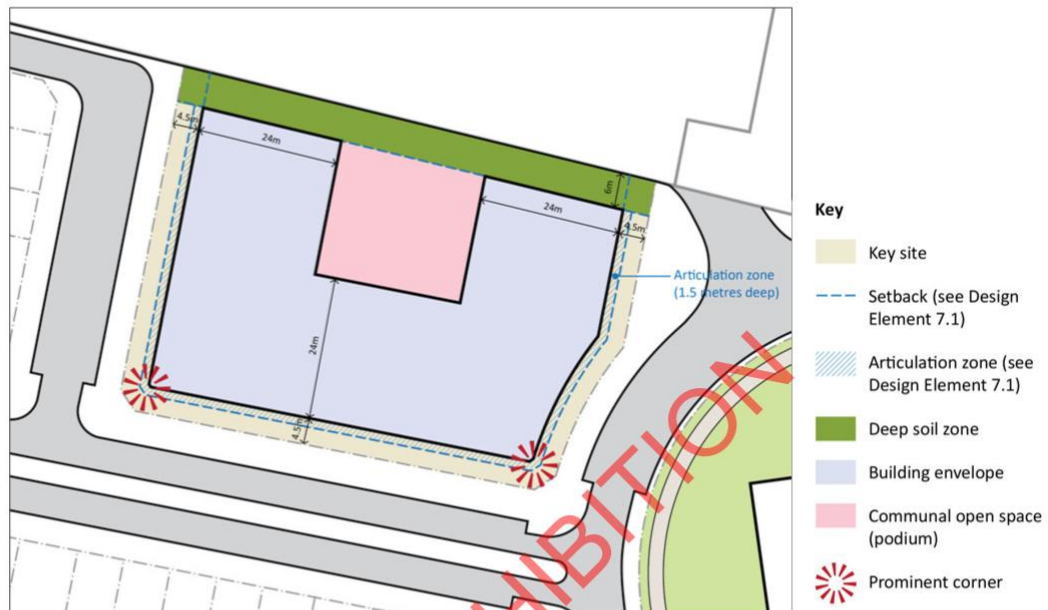 4.5m
24m
6m
24m
4.5m
Articulation zone
(1.5 metres deep)
24m
4.5m
HIBITION
Key
Key site
Setback (see Design
Element 7.1)
Articulation zone (see
Design Element 7.1)
Deep soil zone
Building envelope
Communal open space
(podium)
Prominent corner